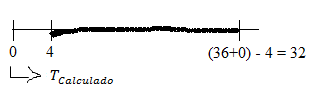 0 4 (36+0) - 4 = 32
T_Calculado